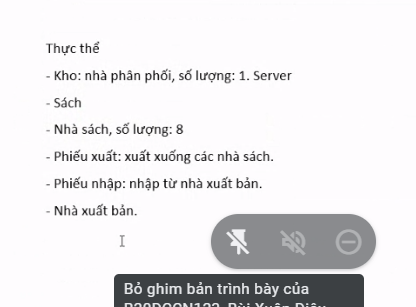 Thực thể
- Kho: nhà phân phối, số lượng: 1. Server
- Sách
- Nhà sách, số lượng: 8
- Phiếu xuất: xuất xuống các nhà sách.
- Phiếu nhập: nhập từ nhà xuất bản.
- Nhà xuất bản.
Bỏ ghim bản trình bày của